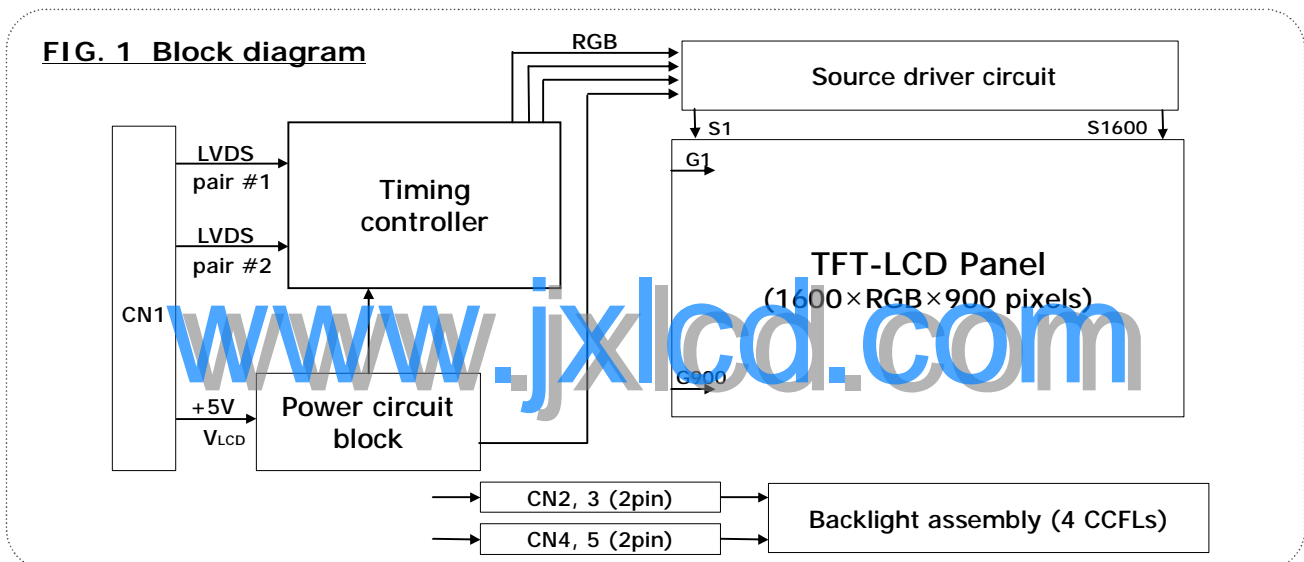 FIG. 1 Block diagram
RGB
Source driver circuit
S1
S1600
CN1
LVDS
pair #1
LVDS
pair #2
Timing
controller
G1
TFT-LCD Panel
(1600×RGB×900 pixels)
G900
www.jxlcd.com
+5V
VLCD
Power circuit
block
CN2, 3 (2pin)
CN4, 5 (2pin)
Backlight assembly (4 CCFLs)